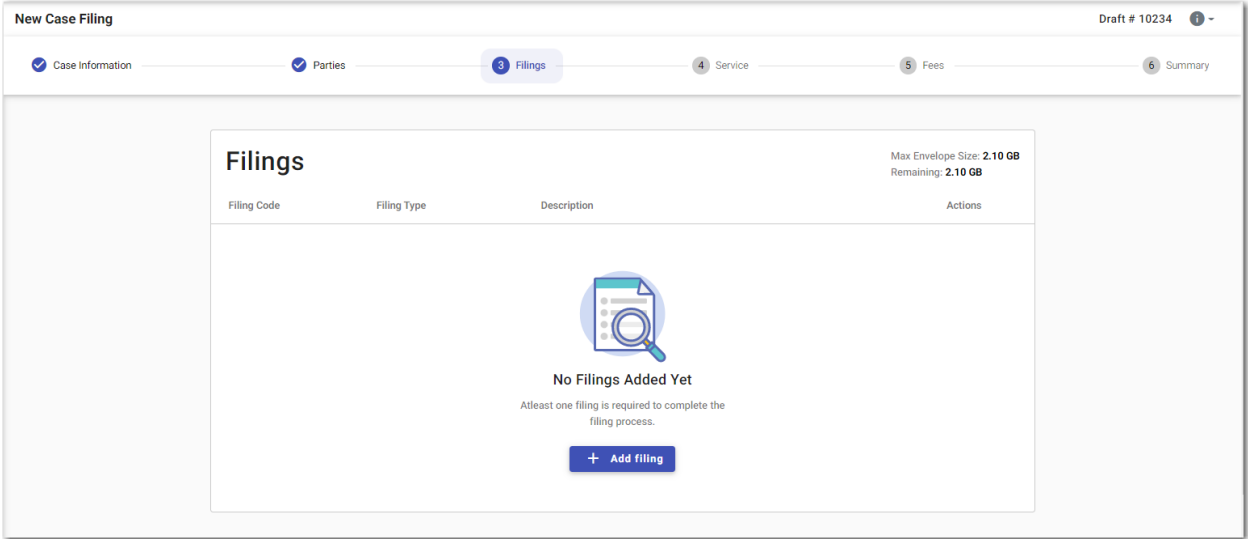 New Case Filing
Draft # 10234
Case Information
Parties
3 Filings
4 Service
5 Fees
6 Summary
Filings
Max Envelope Size: 2.10 GB
Remaining: 2.10 GB
Filing Code Filing Type Description Actions
No Filings Added Yet
Atleast one filing is required to complete the
filing process.
+ Add filing